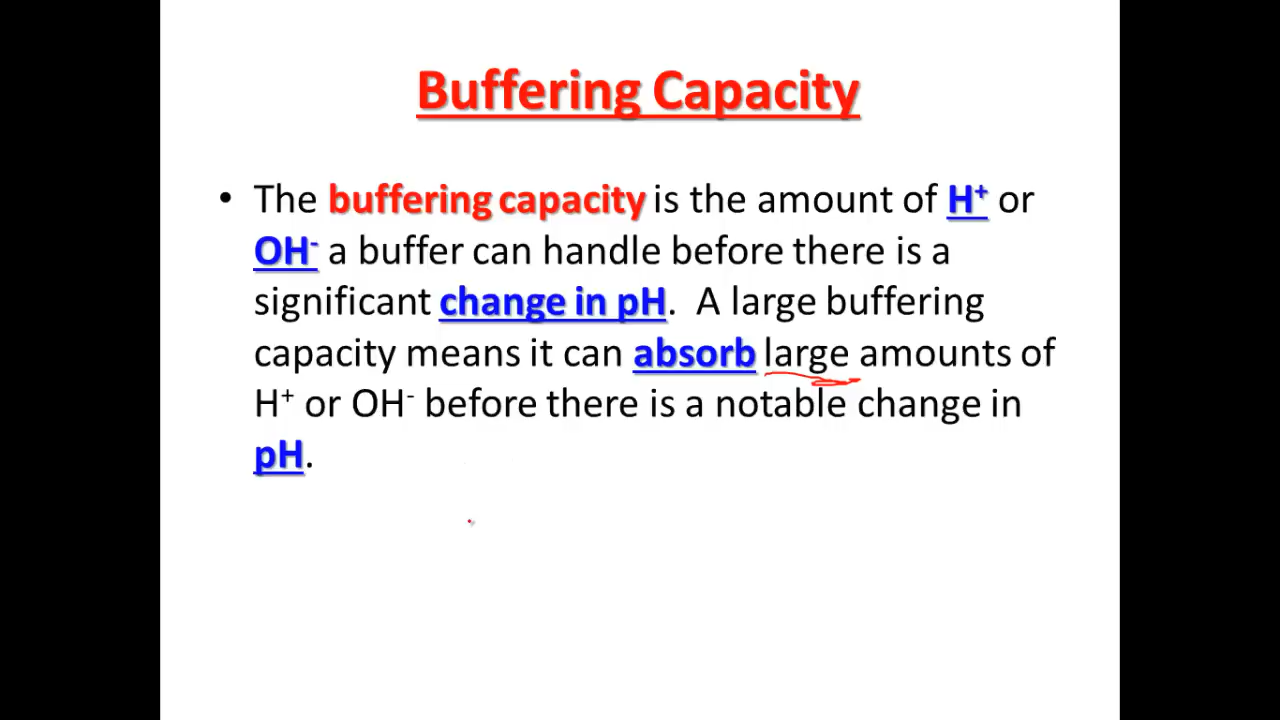 Buffering Capacity
• The buffering capacity is the amount of H⁺ or
OH⁻ a buffer can handle before there is a
significant change in pH.  A large buffering
capacity means it can absorb large amounts of
H⁺ or OH⁻ before there is a notable change in
pH.